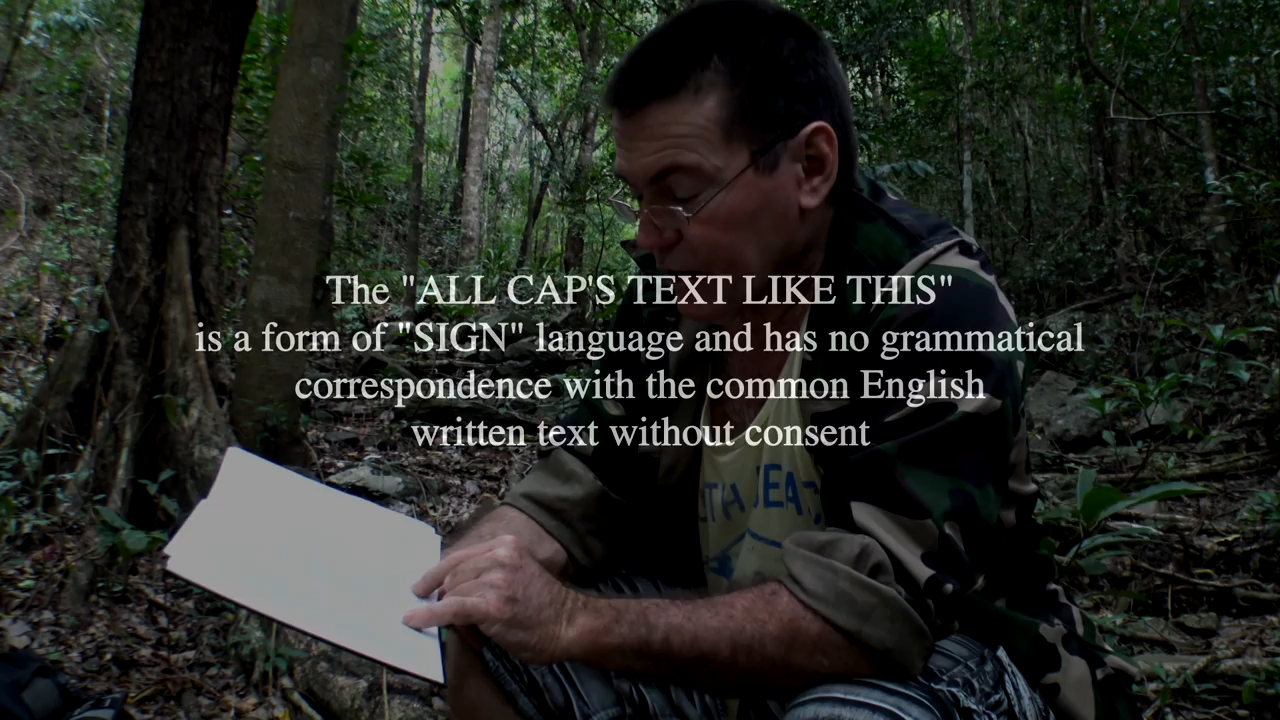 The "ALL CAP'S TEXT LIKE THIS"
is a form of "SIGN" language and has no grammatical
correspondence with the common English
written text without consent